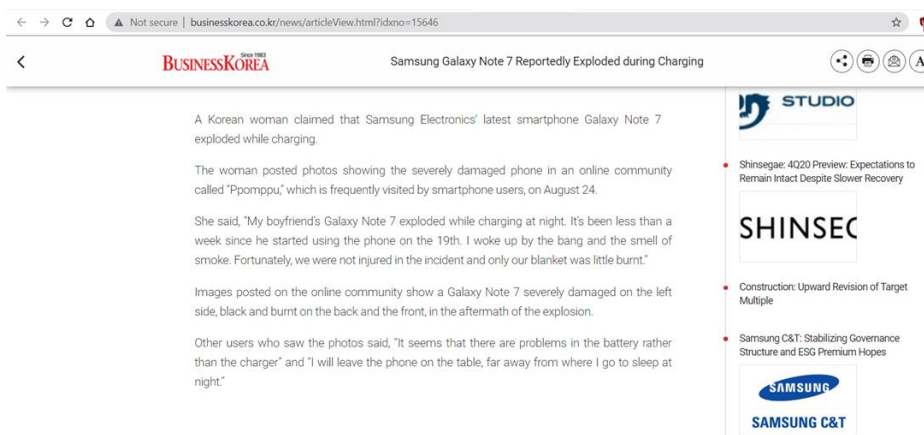 Not secure | businesskorea.co.kr/news/articleView.html?idxno=15646
Since 1983
BUSINESSKOREA
Samsung Galaxy Note 7 Reportedly Exploded during Charging
A
A Korean woman claimed that Samsung Electronics' latest smartphone Galaxy Note 7
exploded while charging.
The woman posted photos showing the severely damaged phone in an online community
called "Ppomppu," which is frequently visited by smartphone users, on August 24.
She said, "My boyfriend's Galaxy Note 7 exploded while charging at night. It's been less than a
week since he started using the phone on the 19th. I woke up by the bang and the smell of
smoke. Fortunately, we were not injured in the incident and only our blanket was little burnt."
Images posted on the online community show a Galaxy Note 7 severely damaged on the left
side, black and burnt on the back and the front, in the aftermath of the explosion.
Other users who saw the photos said, "It seems that there are problems in the battery rather
than the charger" and "I will leave the phone on the table, far away from where I go to sleep at
night."
STUDIO
Shinsegae: 4Q20 Preview: Expectations to
Remain Intact Despite Slower Recovery
SHINSEG
Construction: Upward Revision of Target
Multiple
Samsung C&T: Stabilizing Governance
Structure and ESG Premium Hopes
SAMSUNG
SAMSUNG C&T